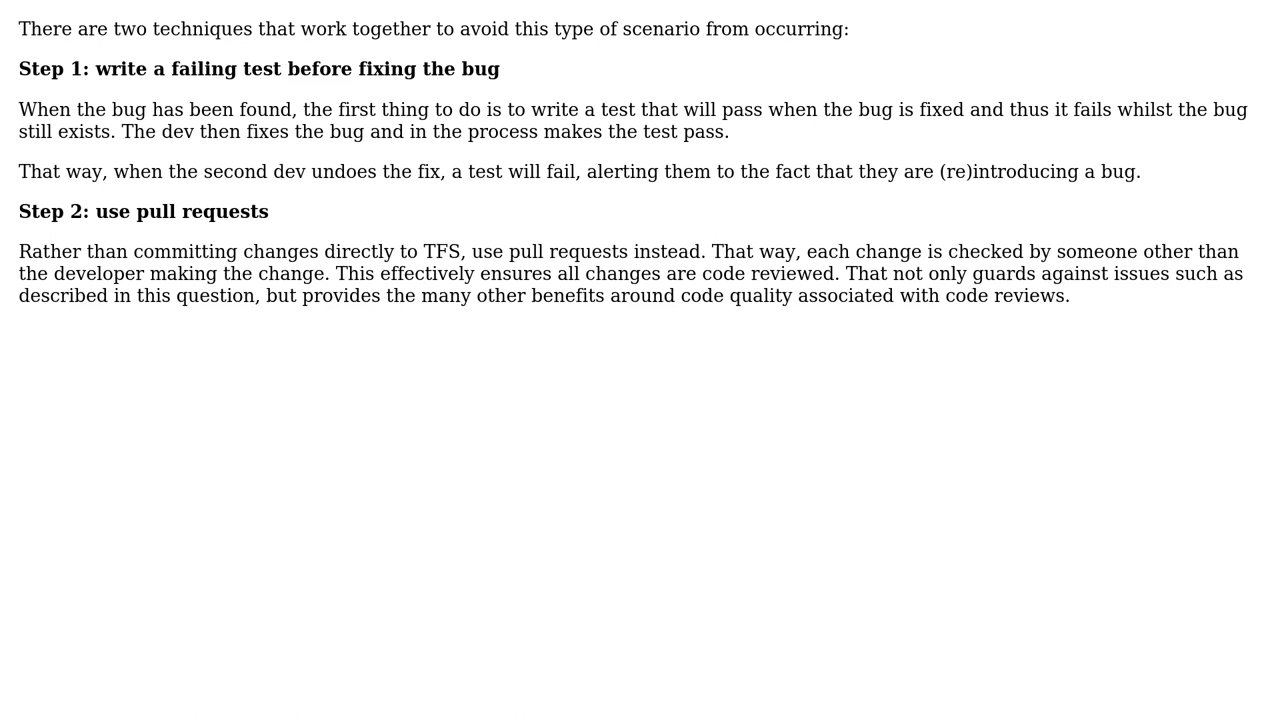 There are two techniques that work together to avoid this type of scenario from occurring:
Step 1: write a failing test before fixing the bug
When the bug has been found, the first thing to do is to write a test that will pass when the bug is fixed and thus it fails whilst the bug
still exists. The dev then fixes the bug and in the process makes the test pass.
That way, when the second dev undoes the fix, a test will fail, alerting them to the fact that they are (re)introducing a bug.
Step 2: use pull requests
Rather than committing changes directly to TFS, use pull requests instead. That way, each change is checked by someone other than
the developer making the change. This effectively ensures all changes are code reviewed. That not only guards against issues such as
described in this question, but provides the many other benefits around code quality associated with code reviews.